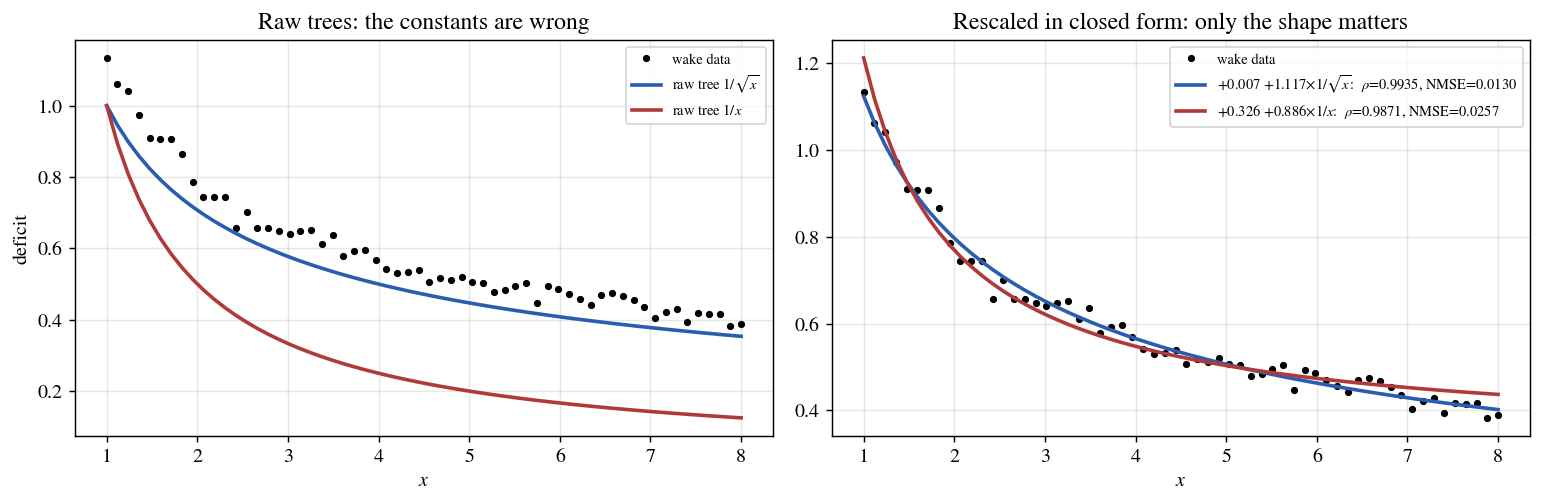 Raw trees: the constants are wrong
deficit
1.0
0.8
0.6
0.4
0.2
wake data
raw tree 1/√x
raw tree 1/x
1 2 3 4 5 6 7 8
x
Rescaled in closed form: only the shape matters
1.2
1.0
0.8
0.6
0.4
wake data
+0.007 +1.117×1/√x: ρ=0.9935, NMSE=0.0130
+0.326 +0.886×1/x: ρ=0.9871, NMSE=0.0257
1 2 3 4 5 6 7 8
x